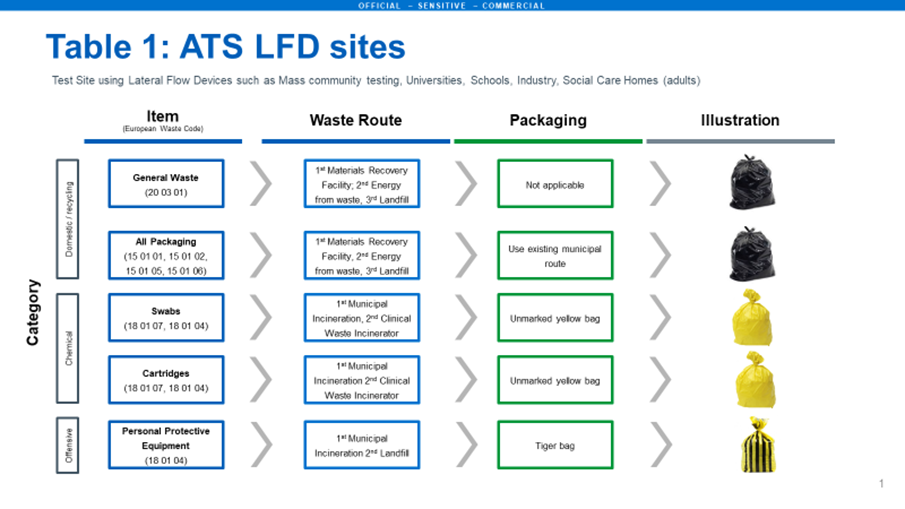 OFFICIAL – SENSITIVE – COMMERCIAL
Table 1: ATS LFD sites
Test Site using Lateral Flow Devices such as Mass community testing, Universities, Schools, Industry, Social Care Homes (adults)
Item
(European Waste Code)
Waste Route
Packaging
Illustration
Category
Domestic / recycling
General Waste
(20 03 01)
1st Materials Recovery
Facility; 2nd Energy
from waste, 3rd Landfill
Not applicable
All Packaging
(15 01 01, 15 01 02,
15 01 05, 15 01 06)
1st Materials Recovery
Facility, 2nd Energy
from waste, 3rd Landfill
Use existing municipal
route
Chemical
Swabs
(18 01 07, 18 01 04)
1st Municipal
Incineration, 2nd Clinical
Waste Incinerator
Unmarked yellow bag
Cartridges
(18 01 07, 18 01 04)
1st Municipal
Incineration 2nd Clinical
Waste Incinerator
Unmarked yellow bag
Offensive
Personal Protective
Equipment
(18 01 04)
1st Municipal
Incineration 2nd Landfill
Tiger bag
1